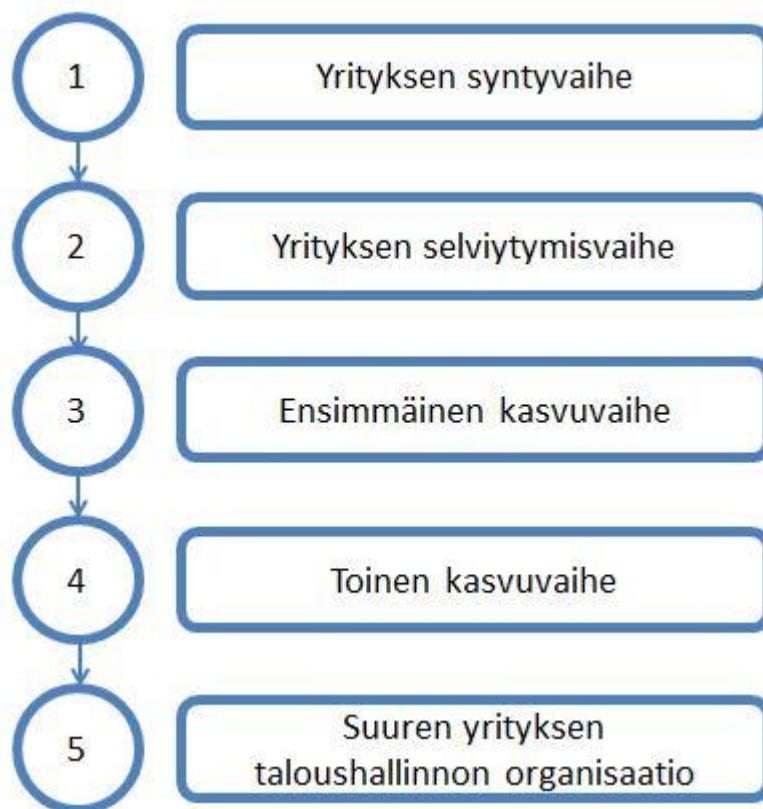 1
Yrityksen syntyvaihe
2
Yrityksen selviytymisvaihe
3
Ensimmäinen kasvuvaihe
4
Toinen kasvuvaihe
5
Suuren yrityksen
taloushallinnon organisaatio